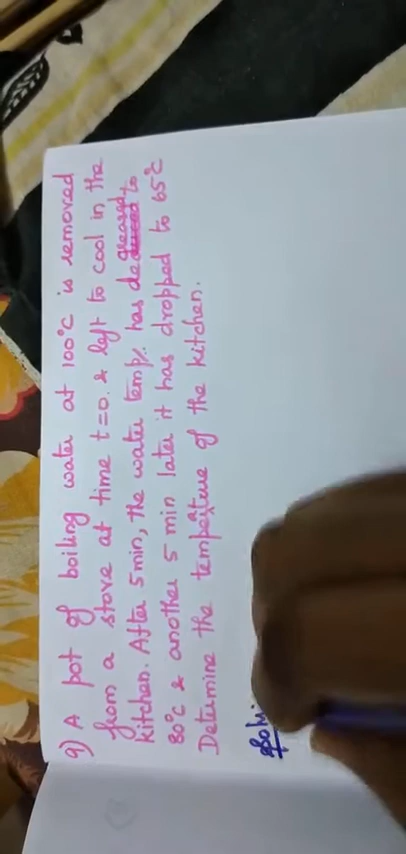 9) A pot of boiling water at 100°C is removed
from a stove at time t=0. & left to cool in the
kitchen. After 5 min, the water temp/. has decreased to
80°C & another 5 min later it has dropped to 65°C
Determine the temperature of the kitchen.
Soln